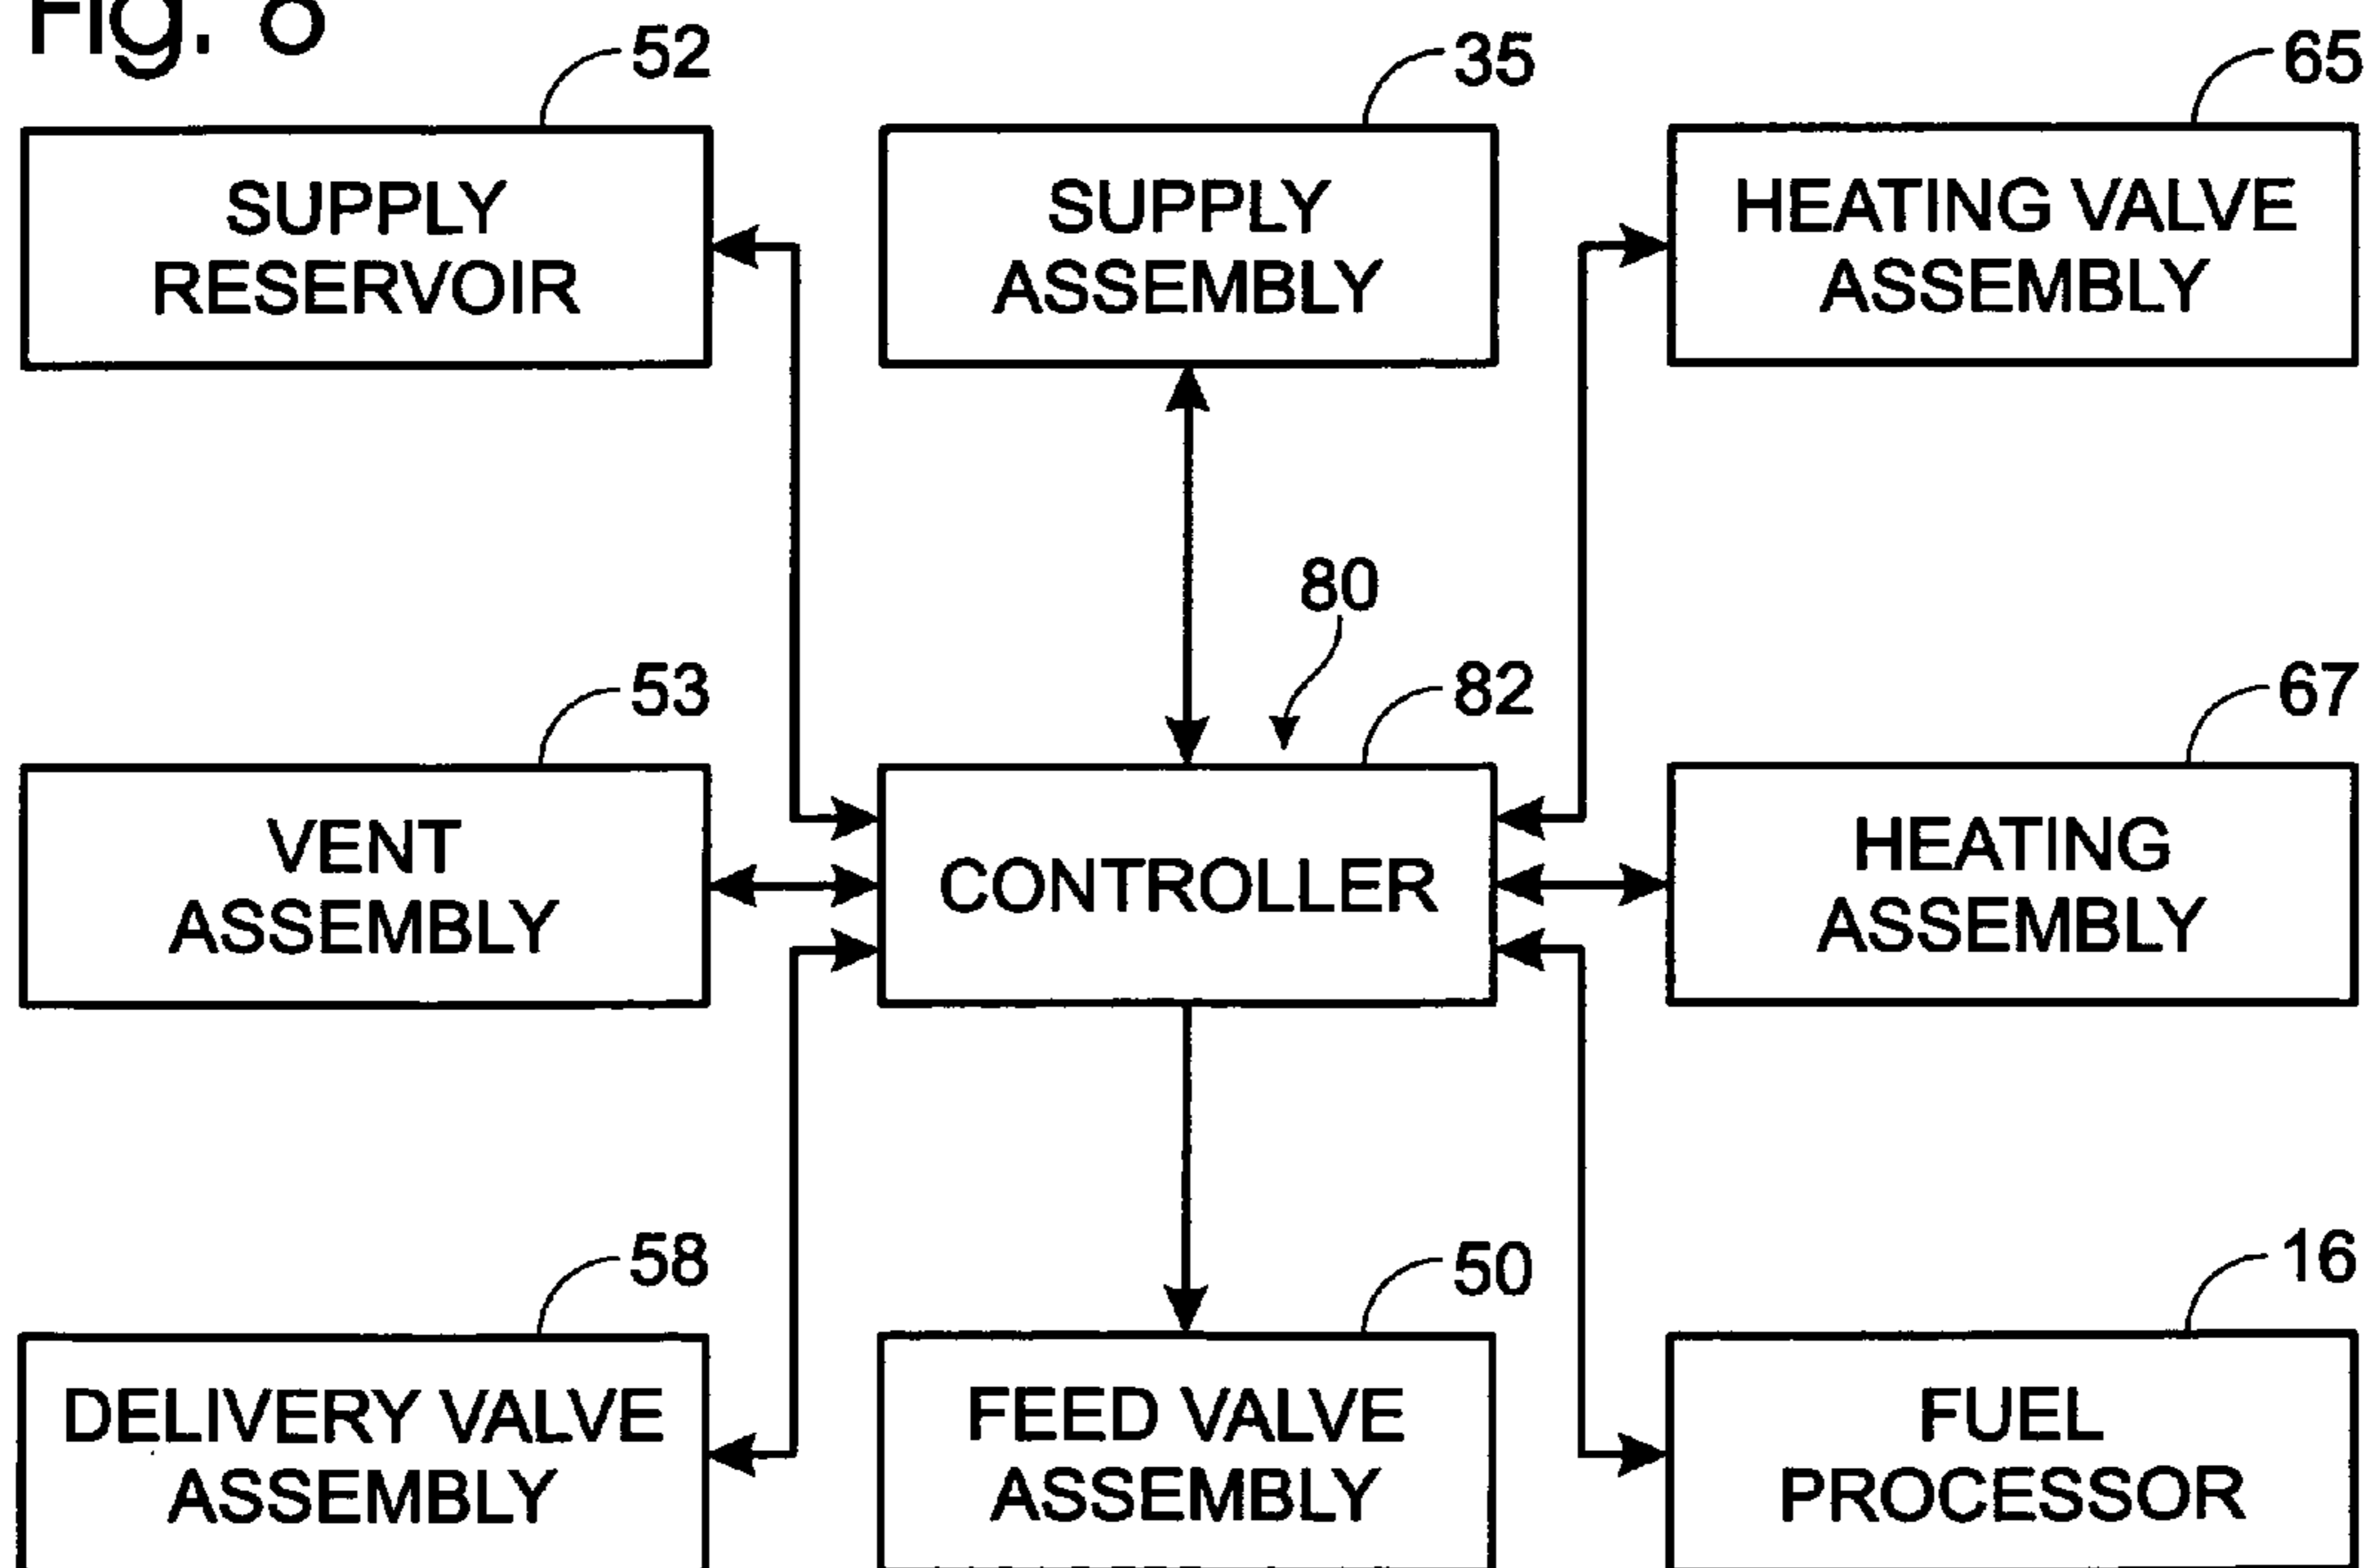 Fig. 8
52
35
65
SUPPLY
RESERVOIR
SUPPLY
ASSEMBLY
HEATING VALVE
ASSEMBLY
80
53
82
67
VENT
ASSEMBLY
CONTROLLER
HEATING
ASSEMBLY
58
50
16
DELIVERY VALVE
ASSEMBLY
FEED VALVE
ASSEMBLY
FUEL
PROCESSOR